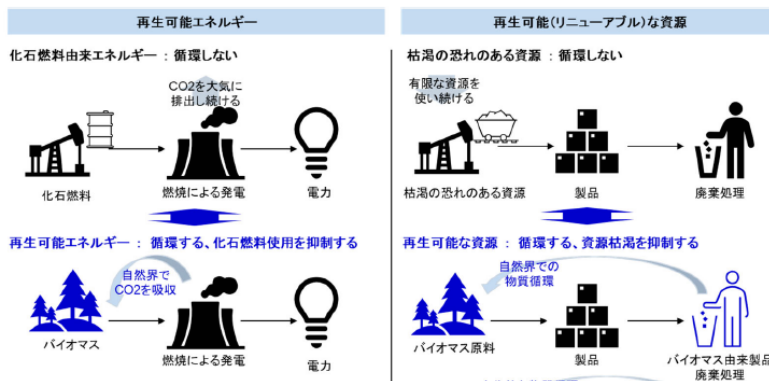 再生可能エネルギー
化石燃料由来エネルギー：循環しない
CO2を大気に
排出し続ける
化石燃料
燃焼による発電
電力
再生可能エネルギー：循環する、化石燃料使用を抑制する
自然界で
CO2を吸収
バイオマス
燃焼による発電
電力
再生可能(リニューアブル)な資源
枯渇の恐れのある資源：循環しない
有限な資源を
使い続ける
枯渇の恐れのある資源
製品
廃棄処理
再生可能な資源：循環する、資源枯渇を抑制する
自然界での
物質循環
バイオマス原料
製品
バイオマス由来製品
廃棄処理